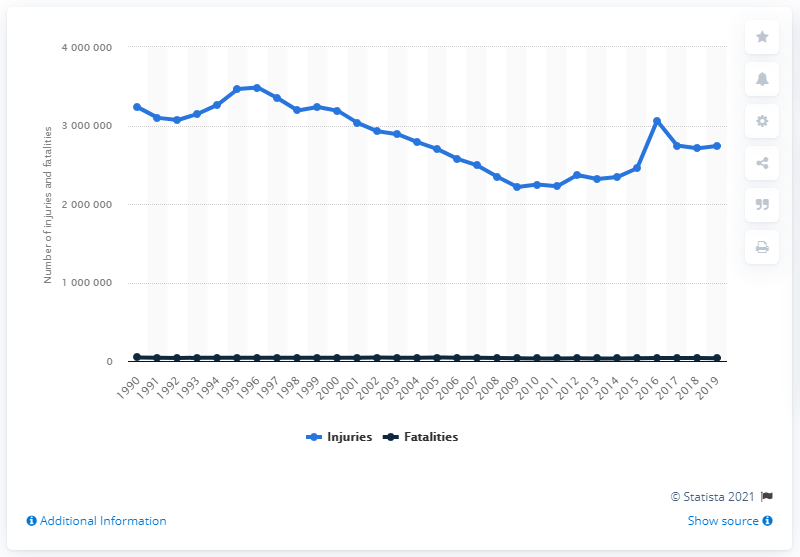 4 000 000
3 000 000
2 000 000
1 000 000
0
Number of injuries and fatalities
1990 1991 1992 1993 1994 1995 1996 1997 1998 1999 2000 2001 2002 2003 2004 2005 2006 2007 2008 2009 2010 2011 2012 2013 2014 2015 2016 2017 2018 2019
Injuries Fatalities
© Statista 2021
Additional Information Show source